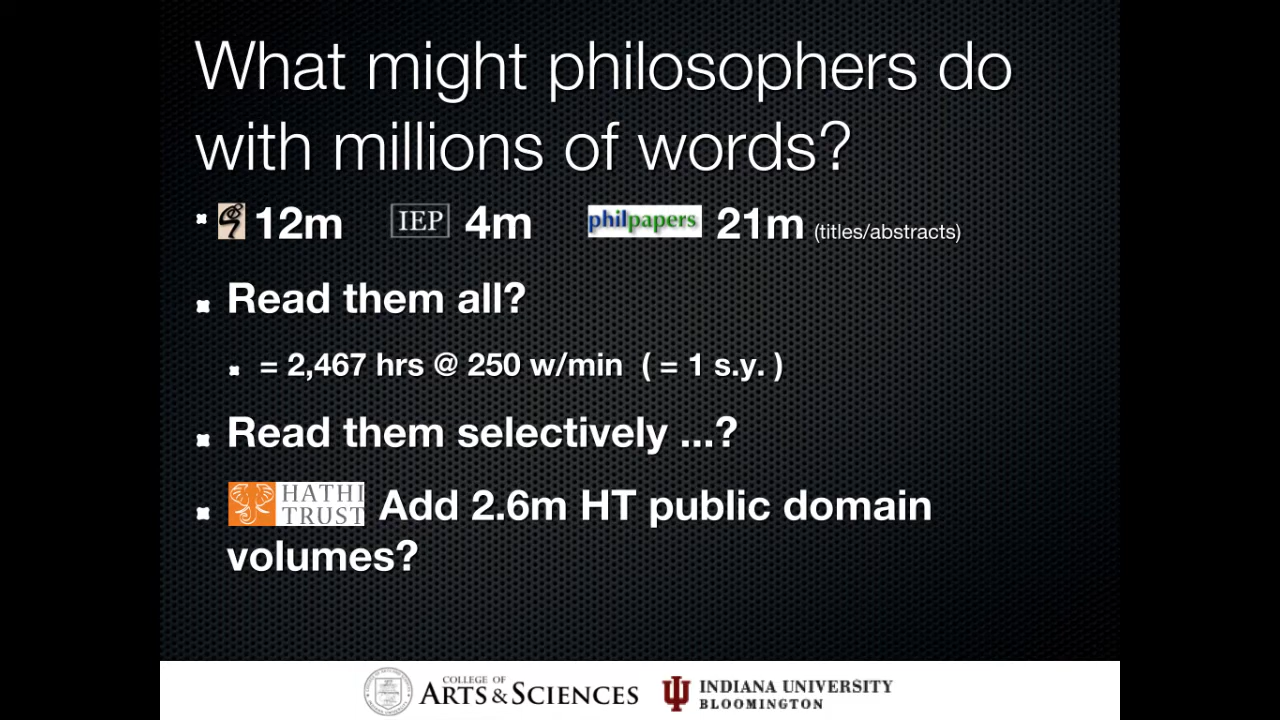 What might philosophers do
with millions of words?
12m IEP 4m philpapers 21m (titles/abstracts)
Read them all?
= 2,467 hrs @ 250 w/min ( = 1 s.y. )
Read them selectively ...?
HATHI TRUST Add 2.6m HT public domain
volumes?
COLLEGE OF
ARTS & SCIENCES
INDIANA UNIVERSITY
BLOOMINGTON